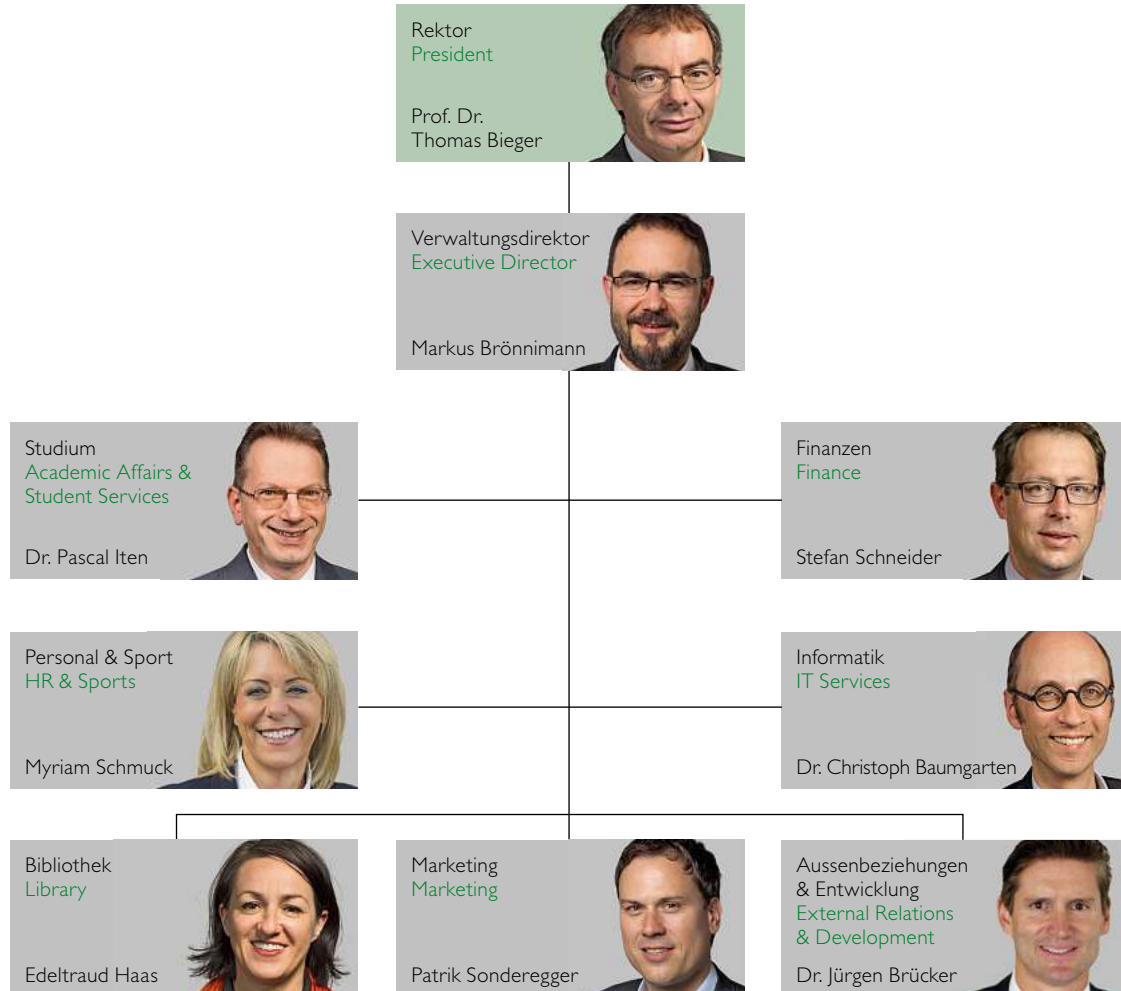 Rektor
President
Prof. Dr.
Thomas Bieger
Verwaltungsdirektor
Executive Director
Markus Brönnimann
Studium
Academic Affairs &
Student Services
Dr. Pascal Iten
Finanzen
Finance
Stefan Schneider
Personal & Sport
HR & Sports
Myriam Schmuck
Informatik
IT Services
Dr. Christoph Baumgarten
Bibliothek
Library
Edeltraud Haas
Marketing
Marketing
Patrik Sonderegger
Aussenbeziehungen
& Entwicklung
External Relations
& Development
Dr. Jürgen Brücker